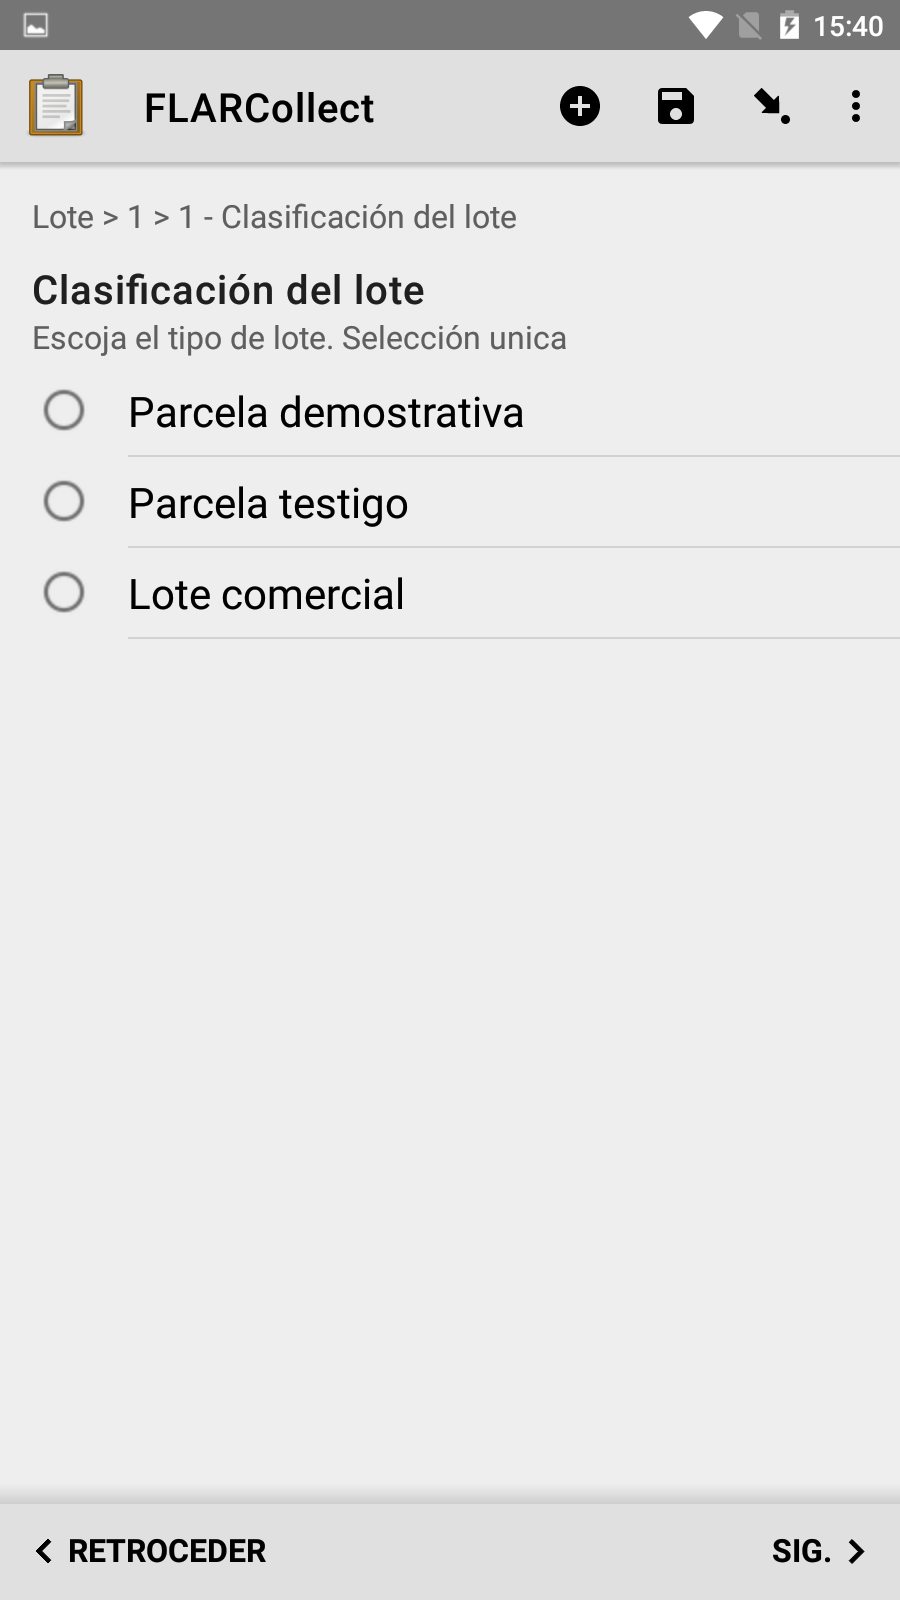 15:40
FLARCollect
Lote > 1 > 1 - Clasificación del lote
Clasificación del lote
Escoja el tipo de lote. Selección unica
Parcela demostrativa
Parcela testigo
Lote comercial
RETROCEDER
SIG.